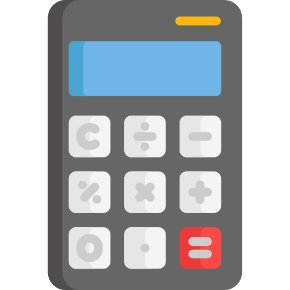 C ÷ −
% × +
0 . =